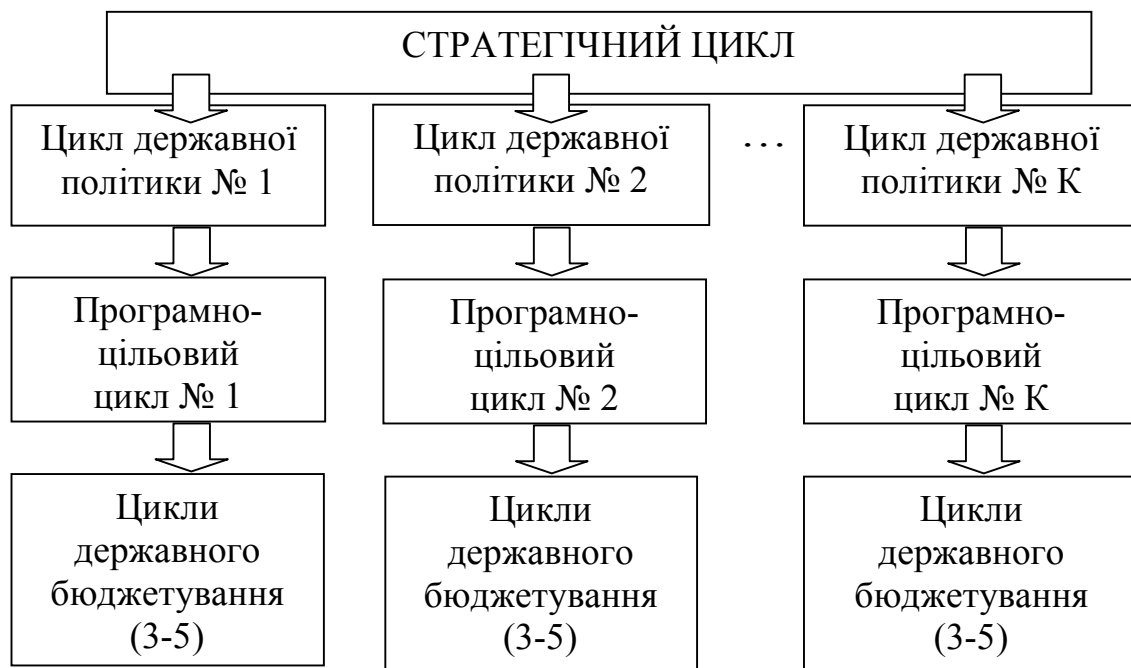 СТРАТЕГІЧНИЙ ЦИКЛ
Цикл державної
політики № 1
Цикл державної
політики № 2
…
Цикл державної
політики № К
Програмно-
цільовий
цикл № 1
Програмно-
цільовий
цикл № 2
Програмно-
цільовий
цикл № К
Цикли
державного
бюджетування
(3-5)
Цикли
державного
бюджетування
(3-5)
Цикли
державного
бюджетування
(3-5)